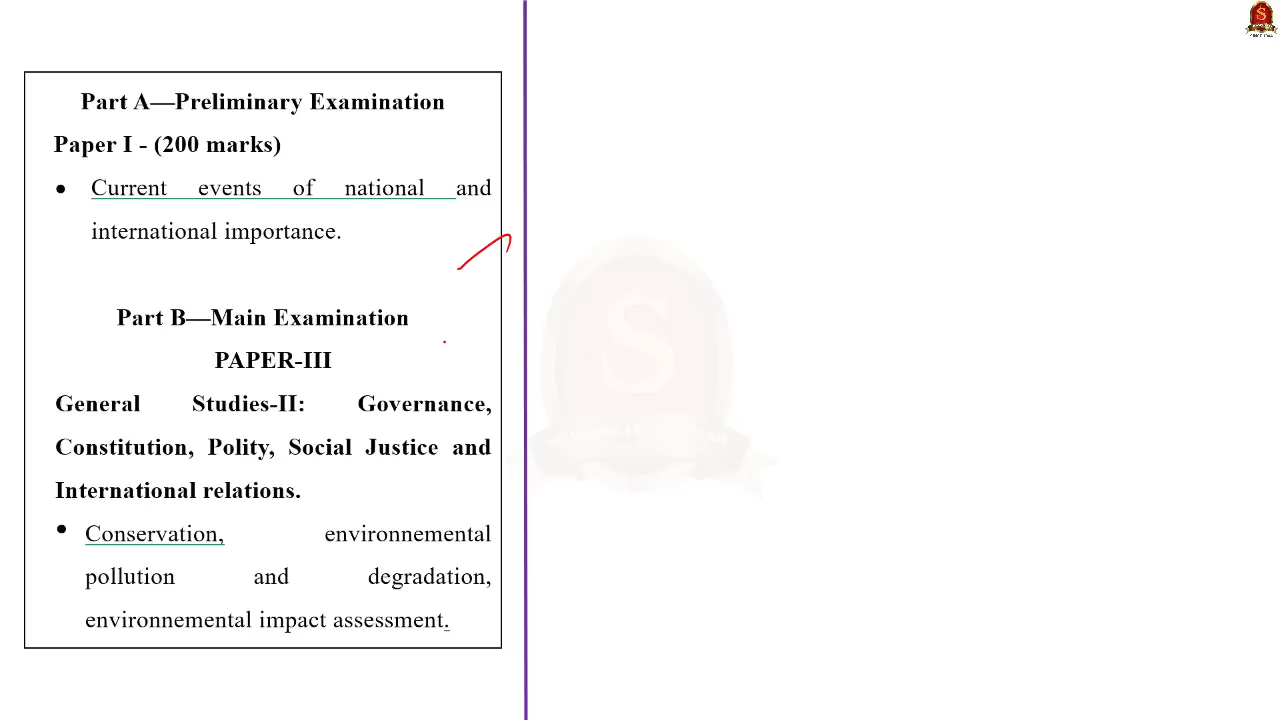 Part A—Preliminary Examination
Paper I - (200 marks)
• Current events of national and
international importance.
Part B—Main Examination
PAPER-III
General Studies-II: Governance,
Constitution, Polity, Social Justice and
International relations.
• Conservation, environnemental
pollution and degradation,
environnemental impact assessment.
S